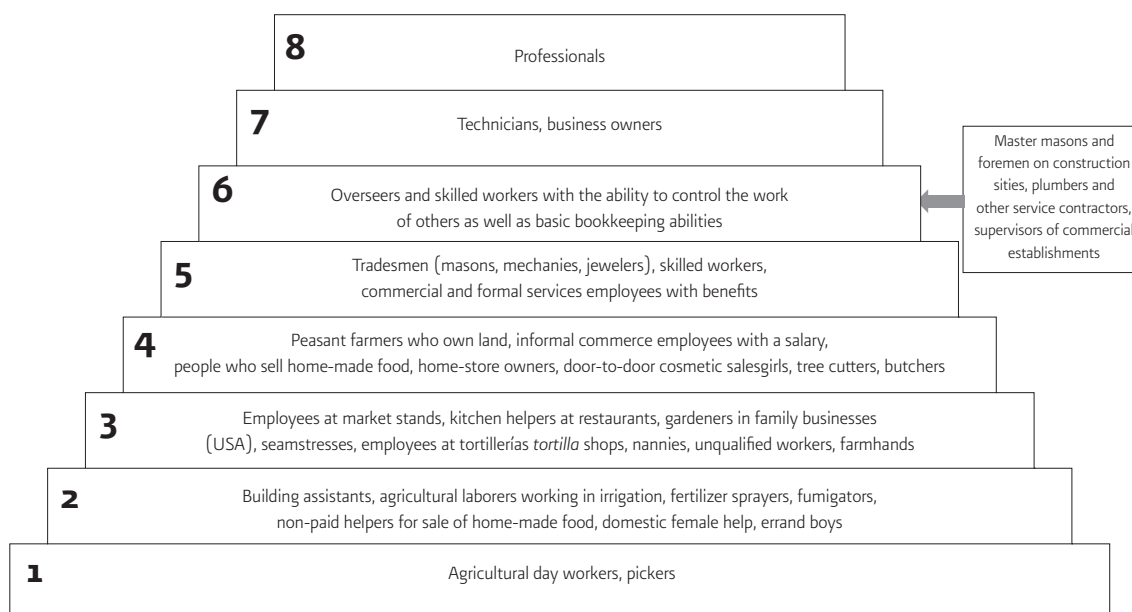 8
Professionals
7
Technicians, business owners
6
Overseers and skilled workers with the ability to control the work
of others as well as basic bookkeeping abilities
Master masons and
foremen on construction
sities, plumbers and
other service contractors,
supervisors of commercial
establishments
5
Tradesmen (masons, mechanies, jewelers), skilled workers,
commercial and formal services employees with benefits
4
Peasant farmers who own land, informal commerce employees with a salary,
people who sell home-made food, home-store owners, door-to-door cosmetic salesgirls, tree cutters, butchers
3
Employees at market stands, kitchen helpers at restaurants, gardeners in family businesses
(USA), seamstresses, employees at tortillerías tortilla shops, nannies, unqualified workers, farmhands
2
Building assistants, agricultural laborers working in irrigation, fertilizer sprayers, fumigators,
non-paid helpers for sale of home-made food, domestic female help, errand boys
1
Agricultural day workers, pickers